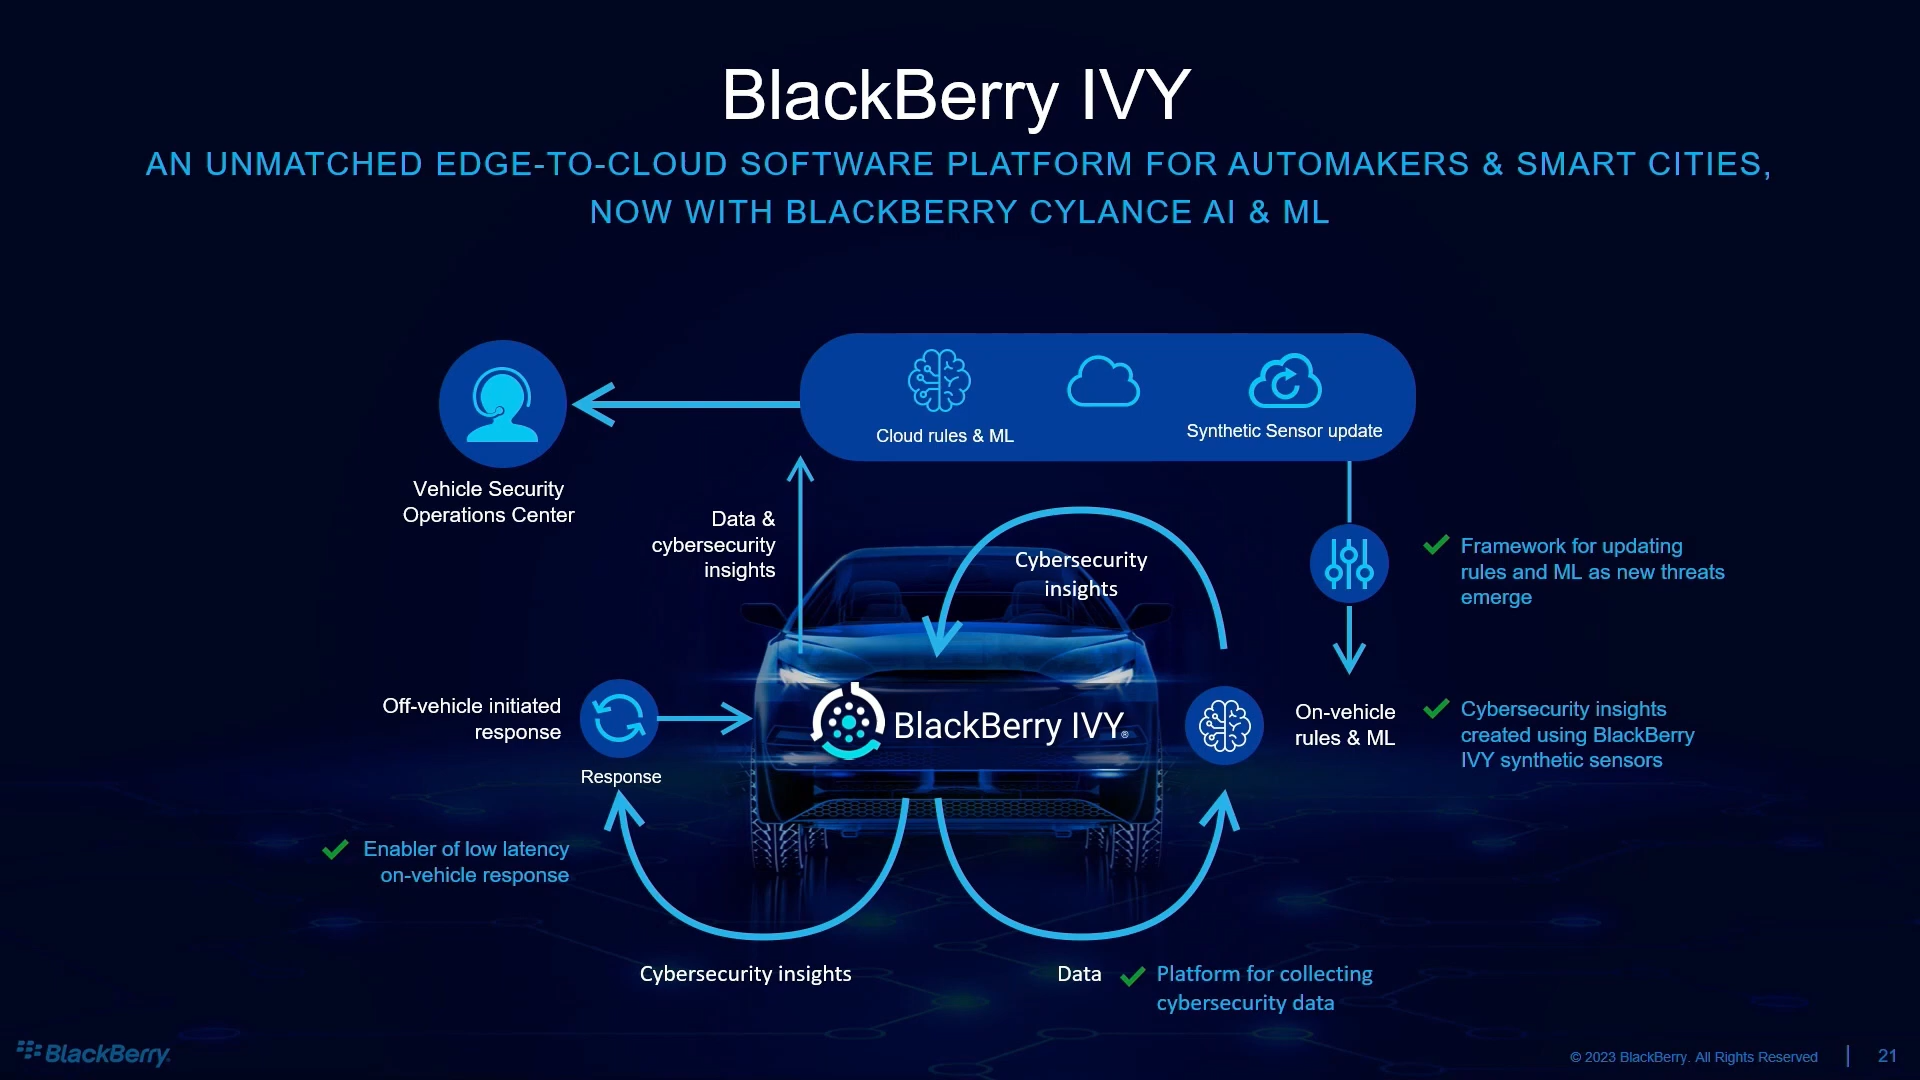 BlackBerry IVY
AN UNMATCHED EDGE-TO-CLOUD SOFTWARE PLATFORM FOR AUTOMAKERS & SMART CITIES,
NOW WITH BLACKBERRY CYLANCE AI & ML
Cloud rules & ML
Synthetic Sensor update
Vehicle Security
Operations Center
Data &
cybersecurity
insights
Cybersecurity
insights
Framework for updating
rules and ML as new threats
emerge
Off-vehicle initiated
response
Response
BlackBerry IVY®
On-vehicle
rules & ML
Cybersecurity insights
created using BlackBerry
IVY synthetic sensors
Enabler of low latency
on-vehicle response
Cybersecurity insights
Data
Platform for collecting
cybersecurity data
BlackBerry.
© 2023 BlackBerry. All Rights Reserved | 21